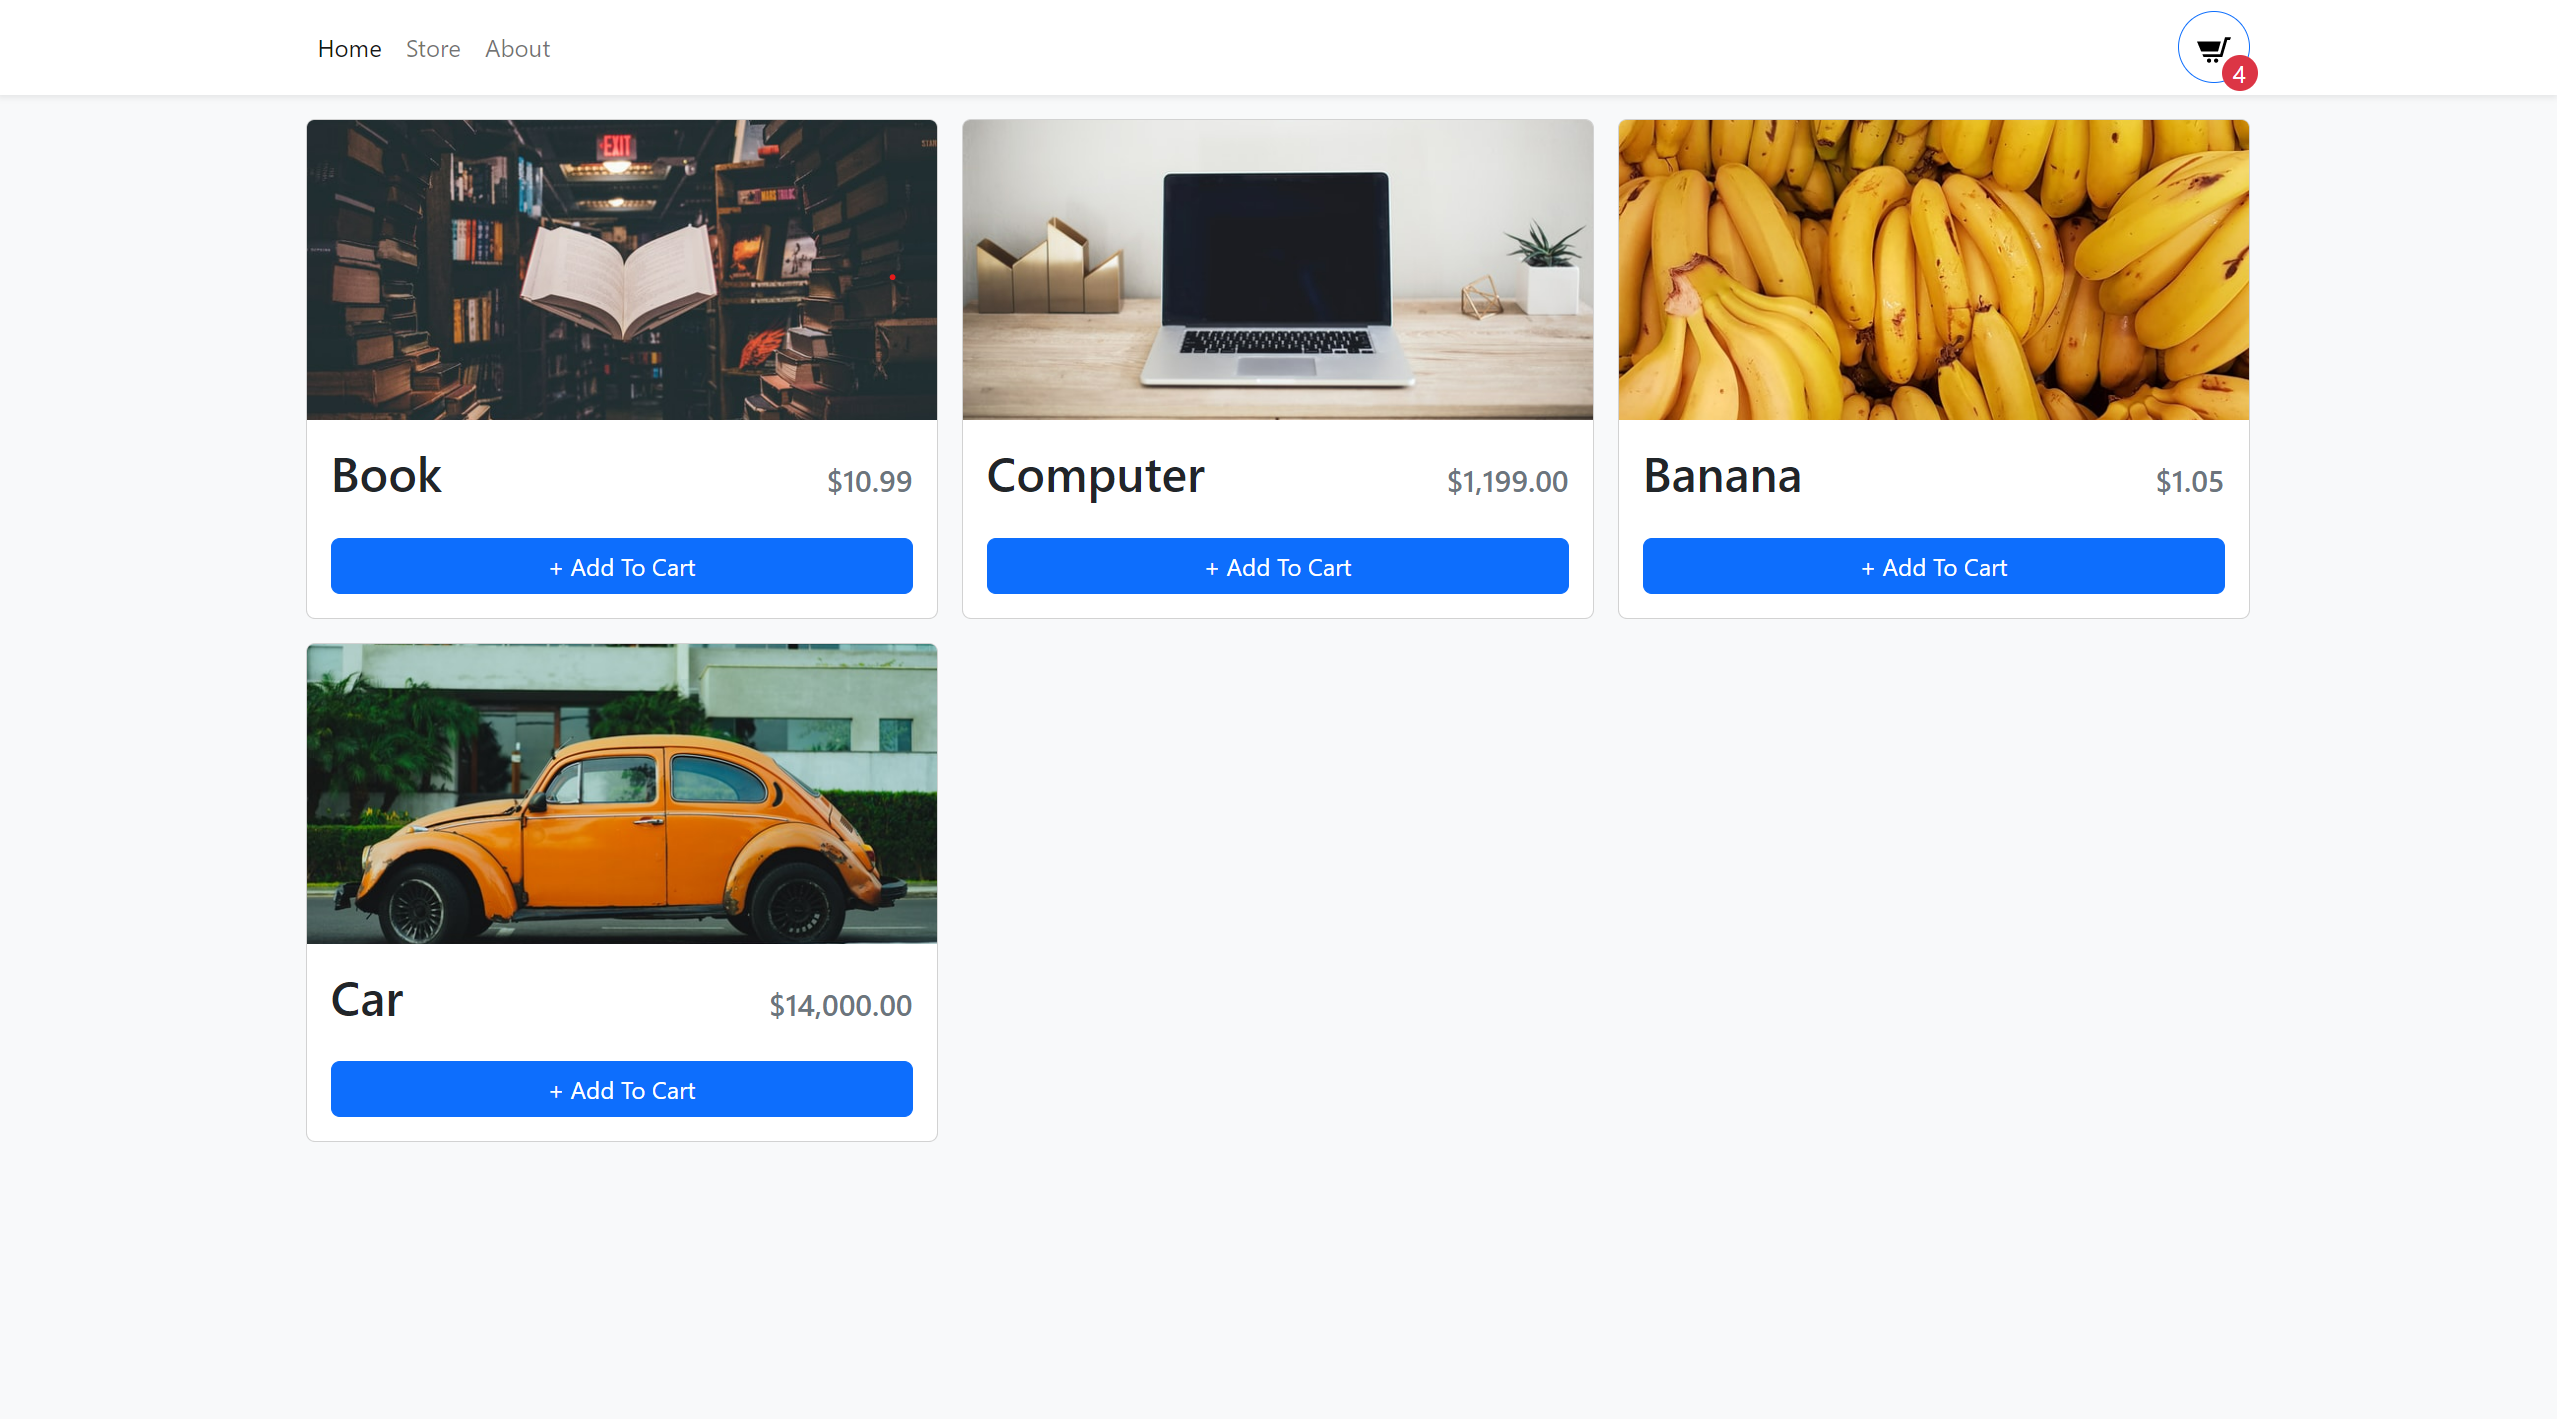 Home Store About
4
EXIT
Book $10.99
+ Add To Cart
Computer $1,199.00
+ Add To Cart
Banana $1.05
+ Add To Cart
Car $14,000.00
+ Add To Cart